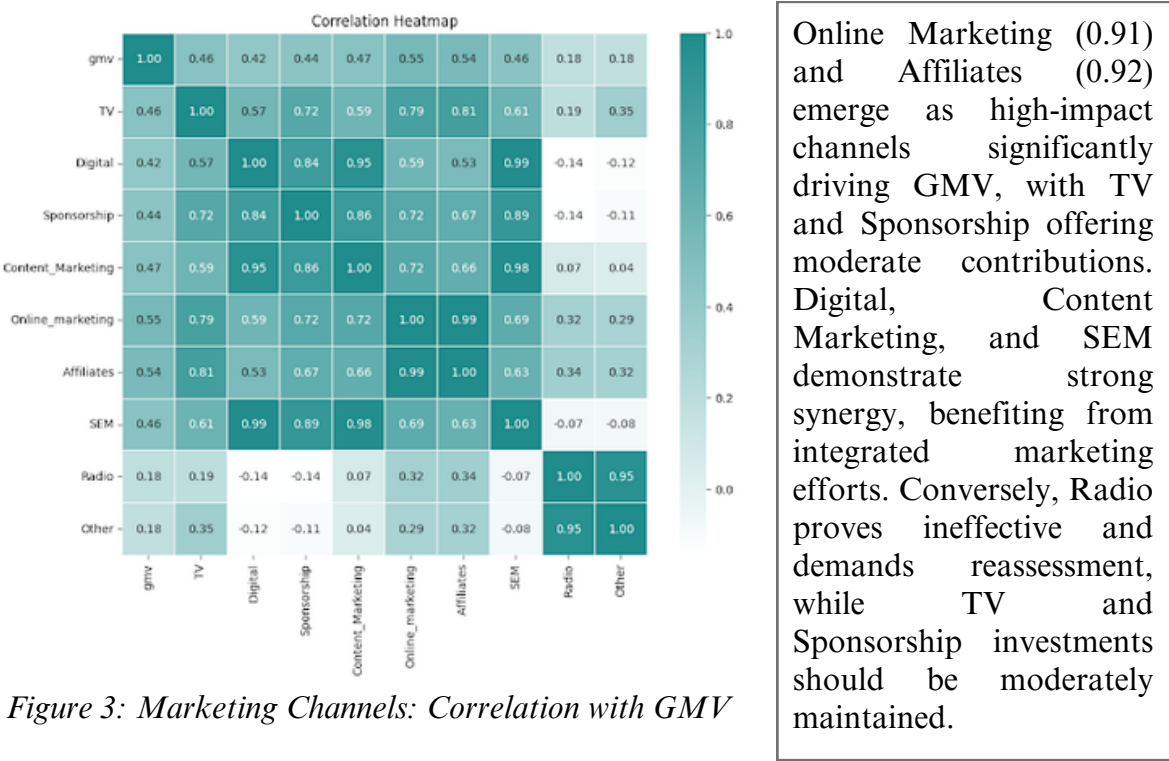 Correlation Heatmap
gmv 1.00 0.46 0.42 0.44 0.47 0.55 0.54 0.46 0.18 0.18
TV 0.46 1.00 0.57 0.72 0.59 0.79 0.81 0.61 0.19 0.35
Digital 0.42 0.57 1.00 0.84 0.95 0.59 0.53 0.99 -0.14 -0.12
Sponsorship 0.44 0.72 0.84 1.00 0.86 0.72 0.67 0.89 -0.14 -0.11
Content_Marketing 0.47 0.59 0.95 0.86 1.00 0.72 0.66 0.98 0.07 0.04
Online_marketing 0.55 0.79 0.59 0.72 0.72 1.00 0.99 0.69 0.32 0.29
Affiliates 0.54 0.81 0.53 0.67 0.66 0.99 1.00 0.63 0.34 0.32
SEM 0.46 0.61 0.99 0.89 0.98 0.69 0.63 1.00 -0.07 -0.08
Radio 0.18 0.19 -0.14 -0.14 0.07 0.32 0.34 -0.07 1.00 0.95
Other 0.18 0.35 -0.12 -0.11 0.04 0.29 0.32 -0.08 0.95 1.00
gmv TV Digital Sponsorship Content_Marketing Online_marketing Affiliates SEM Radio Other
1.0
0.8
0.6
0.4
0.2
0.0
Figure 3: Marketing Channels: Correlation with GMV
Online Marketing (0.91)
and Affiliates (0.92)
emerge as high-impact
channels significantly
driving GMV, with TV
and Sponsorship offering
moderate contributions.
Digital, Content
Marketing, and SEM
demonstrate strong
synergy, benefiting from
integrated marketing
efforts. Conversely, Radio
proves ineffective and
demands reassessment,
while TV and
Sponsorship investments
should be moderately
maintained.